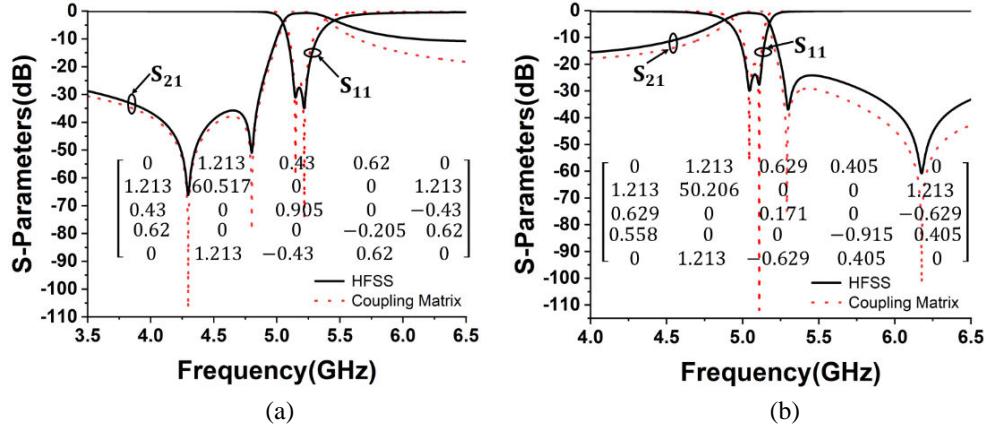 S-Parameters(dB)
0
-10
-20
-30
-40
-50
-60
-70
-80
-90
-100
-110
S21
S11
0 1.213 0.43 0.62 0
1.213 60.517 0 0 1.213
0.43 0 0.905 0 −0.43
0.62 0 0 −0.205 0.62
0 1.213 −0.43 0.62 0
HFSS
Coupling Matrix
3.5 4.0 4.5 5.0 5.5 6.0 6.5
Frequency(GHz)
(a)
S-Parameters(dB)
0
-10
-20
-30
-40
-50
-60
-70
-80
-90
-100
-110
S21
S11
0 1.213 0.629 0.405 0
1.213 50.206 0 0 1.213
0.629 0 0.171 0 −0.629
0.558 0 0 −0.915 0.405
0 1.213 −0.629 0.405 0
HFSS
Coupling Matrix
4.0 4.5 5.0 5.5 6.0 6.5
Frequency(GHz)
(b)